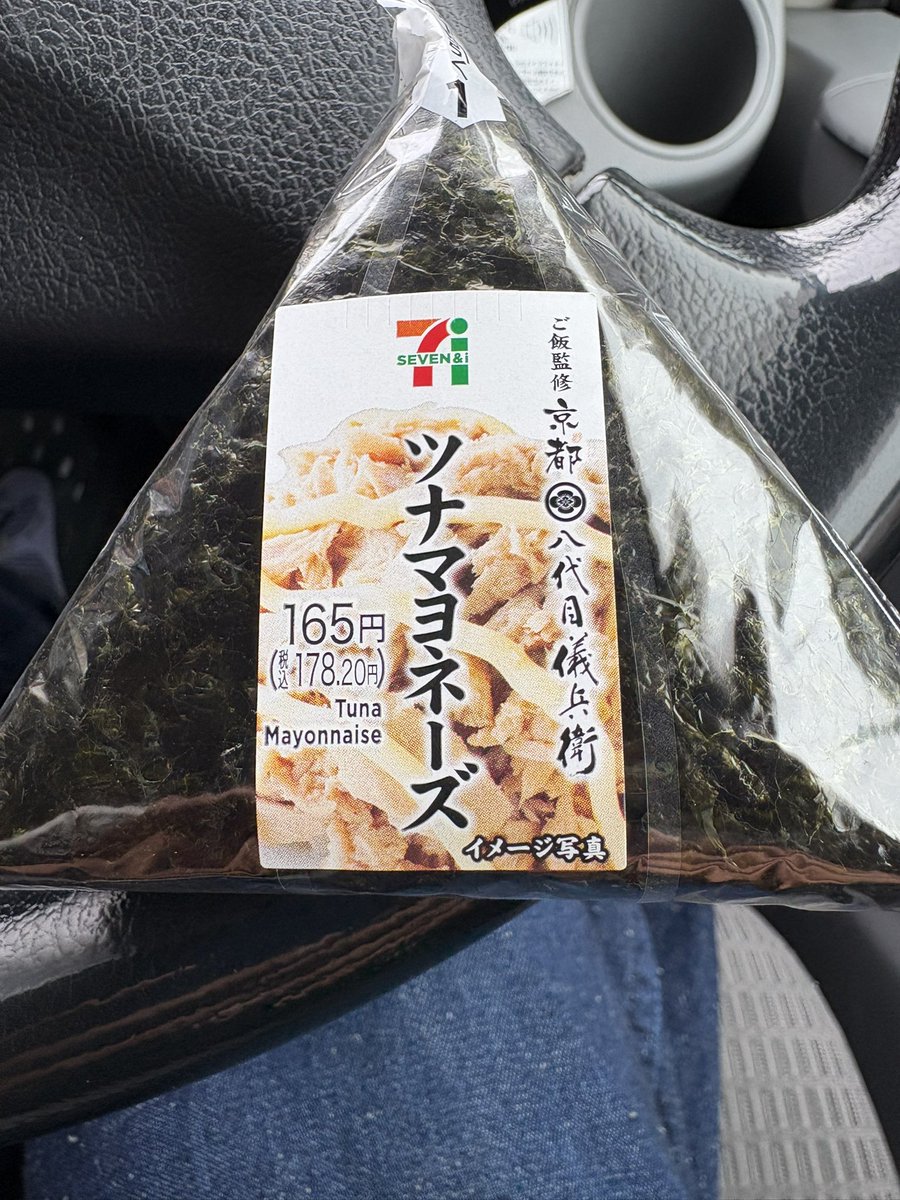 1
SEVEN&i
ご飯監修 京都 八代目儀兵衛
ツナマヨネーズ
165円
(税込178.20円)
Tuna
Mayonnaise
イメージ写真